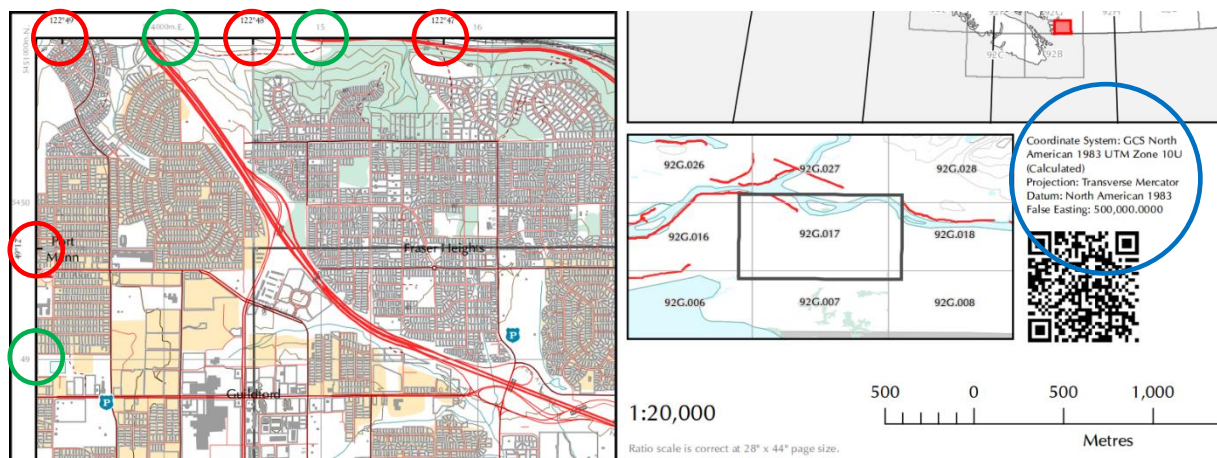 122°49'
514000m.E.
122°48'
15
122°47'
16
5451000m.N.
5450
49°12'
Port
Mann
Fraser Heights
49
P
Guildford
P
92G
92H
92C
92B
92G.026
92G.027
92G.028
92G.016
92G.017
92G.018
92G.006
92G.007
92G.008
Coordinate System: GCS North
American 1983 UTM Zone 10U
(Calculated)
Projection: Transverse Mercator
Datum: North American 1983
False Easting: 500,000.0000
1:20,000
500
0
500
1,000
Metres
Ratio scale is correct at 28" x 44" page size.